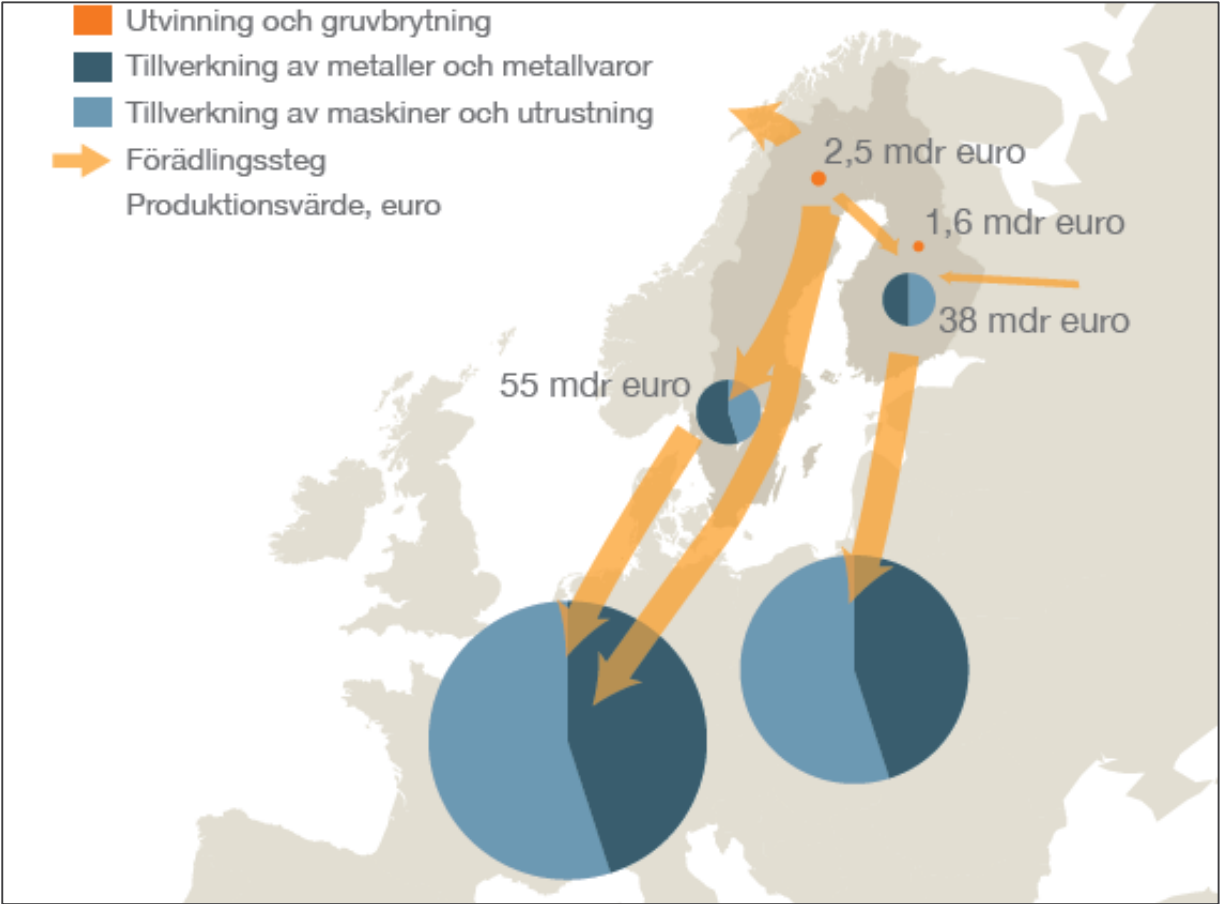 Utvinning och gruvbrytning
Tillverkning av metaller och metallvaror
Tillverkning av maskiner och utrustning
Förädlingssteg
Produktionsvärde, euro
2,5 mdr euro
1,6 mdr euro
38 mdr euro
55 mdr euro